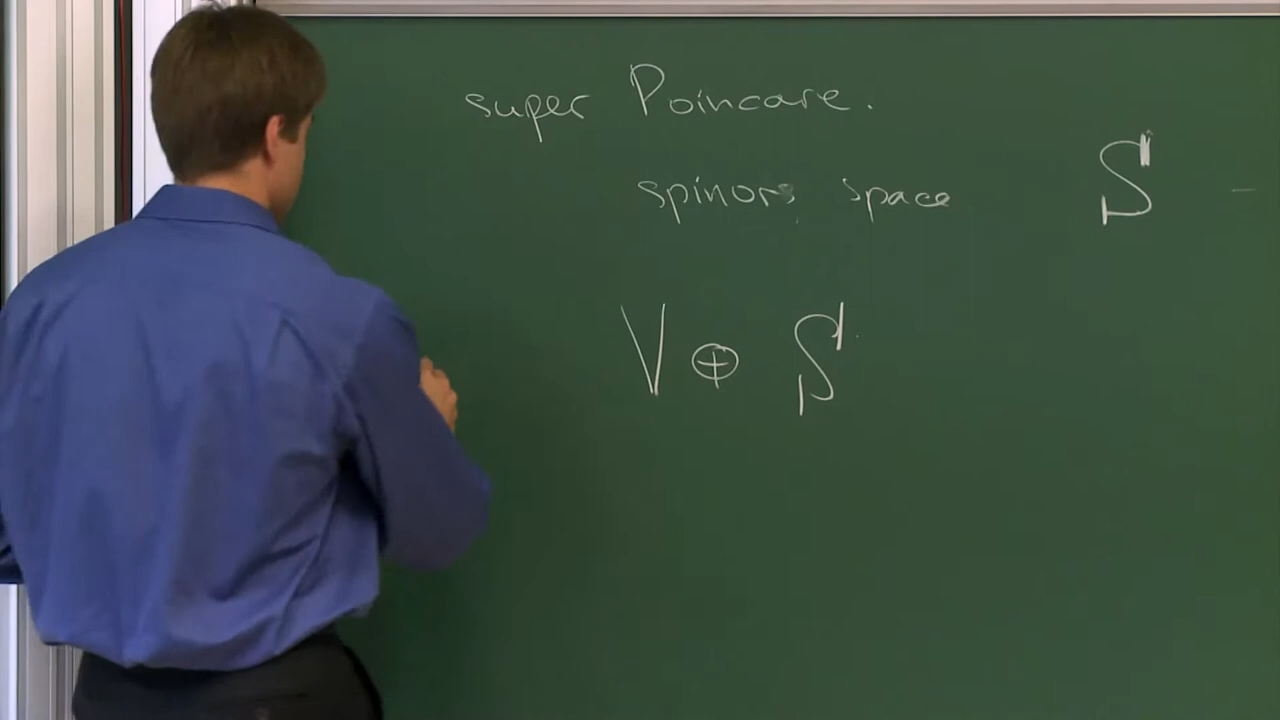 super Poincare.
spinors space S -
V ⊕ S